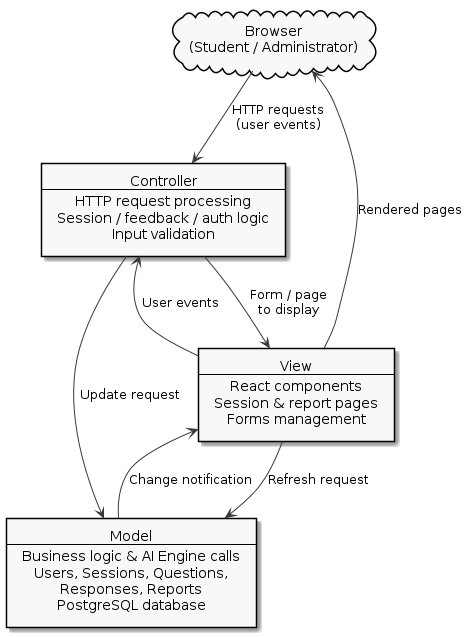 Browser
(Student / Administrator)
HTTP requests
(user events)
Controller
HTTP request processing
Session / feedback / auth logic
Input validation
Rendered pages
User events
Form / page
to display
View
React components
Session & report pages
Forms management
Update request
Change notification
Refresh request
Model
Business logic & AI Engine calls
Users, Sessions, Questions,
Responses, Reports
PostgreSQL database